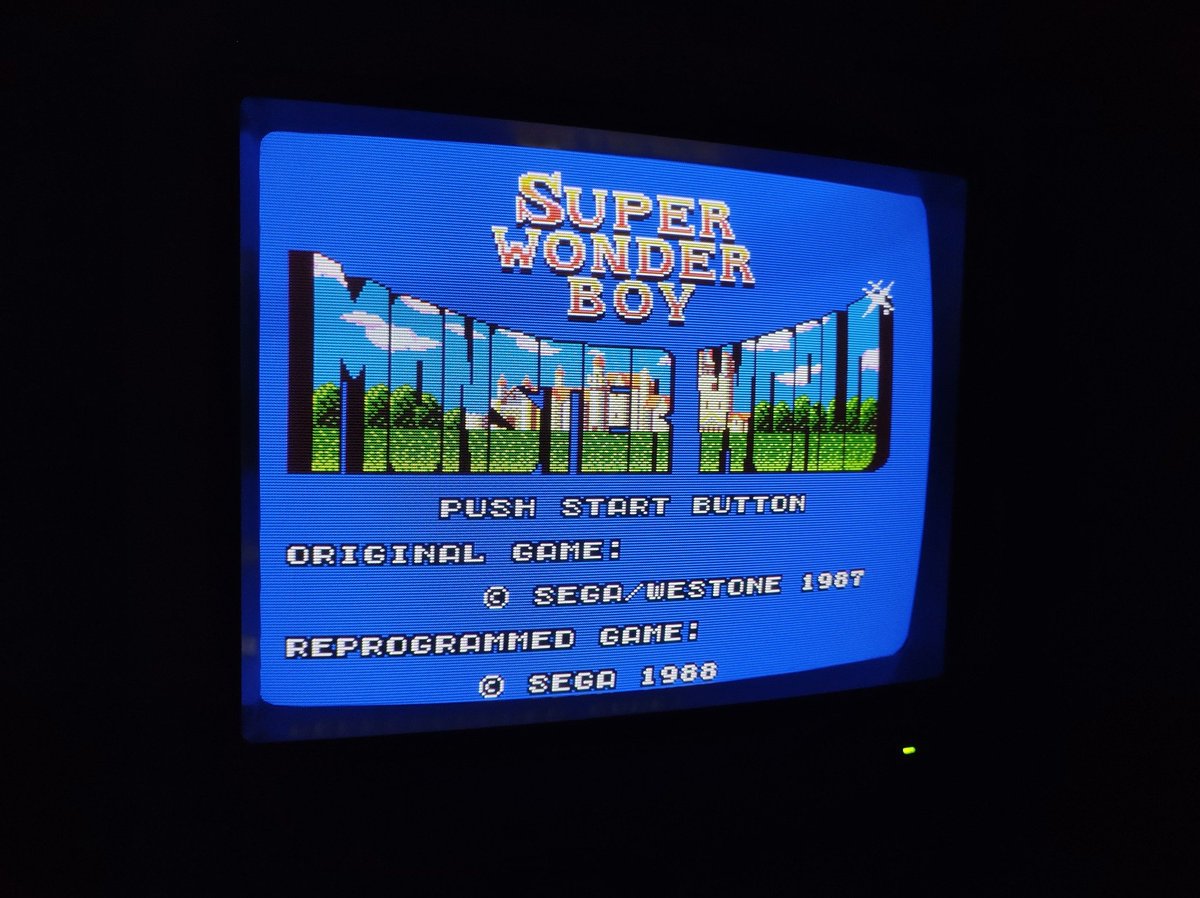 SUPER
WONDER
BOY
MONSTER WORLD
PUSH START BUTTON
ORIGINAL GAME:
© SEGA/WESTONE 1987
REPROGRAMMED GAME:
© SEGA 1988